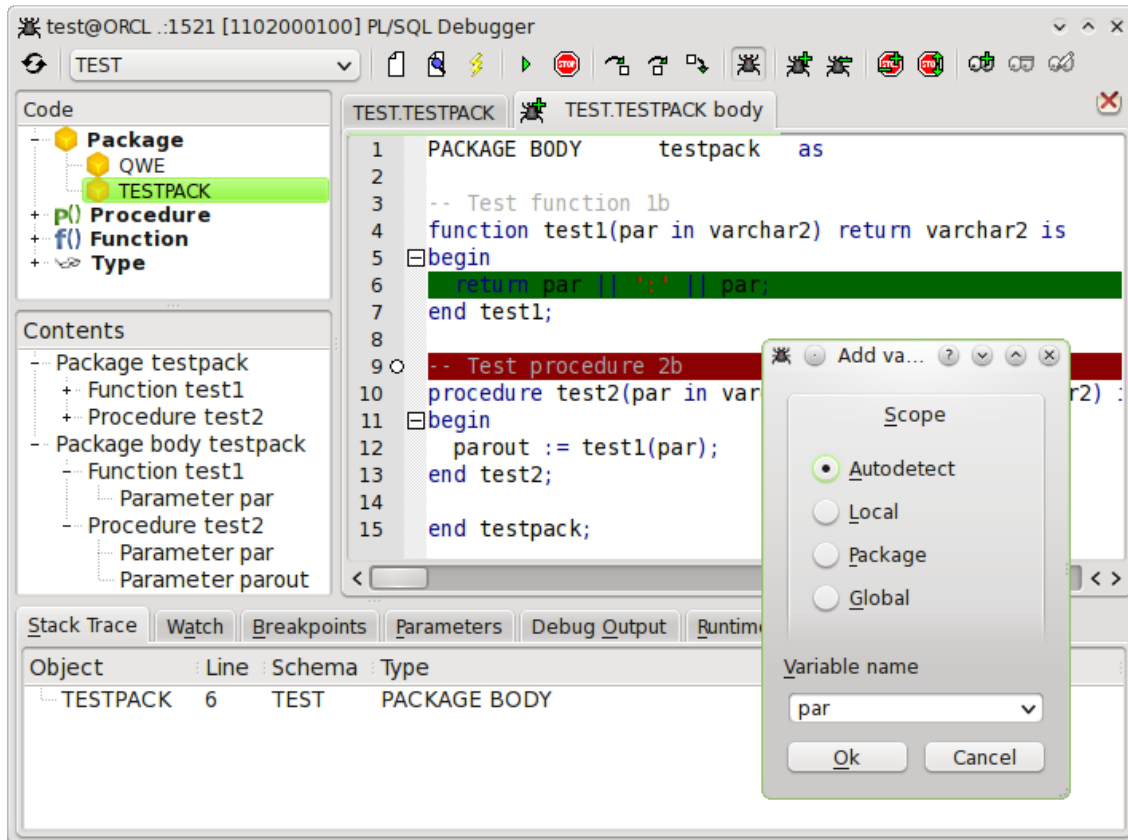 test@ORCL .:1521 [1102000100] PL/SQL Debugger
TEST
Code
Package
QWE
TESTPACK
P() Procedure
f() Function
Type
Contents
Package testpack
Function test1
Procedure test2
Package body testpack
Function test1
Parameter par
Procedure test2
Parameter par
Parameter parout
TEST.TESTPACK
TEST.TESTPACK body
1 PACKAGE BODY testpack as
2
3 -- Test function 1b
4 function test1(par in varchar2) return varchar2 is
5 begin
6 return par || ':' || par;
7 end test1;
8
9 -- Test procedure 2b
10 procedure test2(par in var r2)
11 begin
12 parout := test1(par);
13 end test2;
14
15 end testpack;
Add va...
Scope
Autodetect
Local
Package
Global
Variable name
par
Ok Cancel
Stack Trace Watch Breakpoints Parameters Debug Output Runtim
Object Line Schema Type
TESTPACK 6 TEST PACKAGE BODY